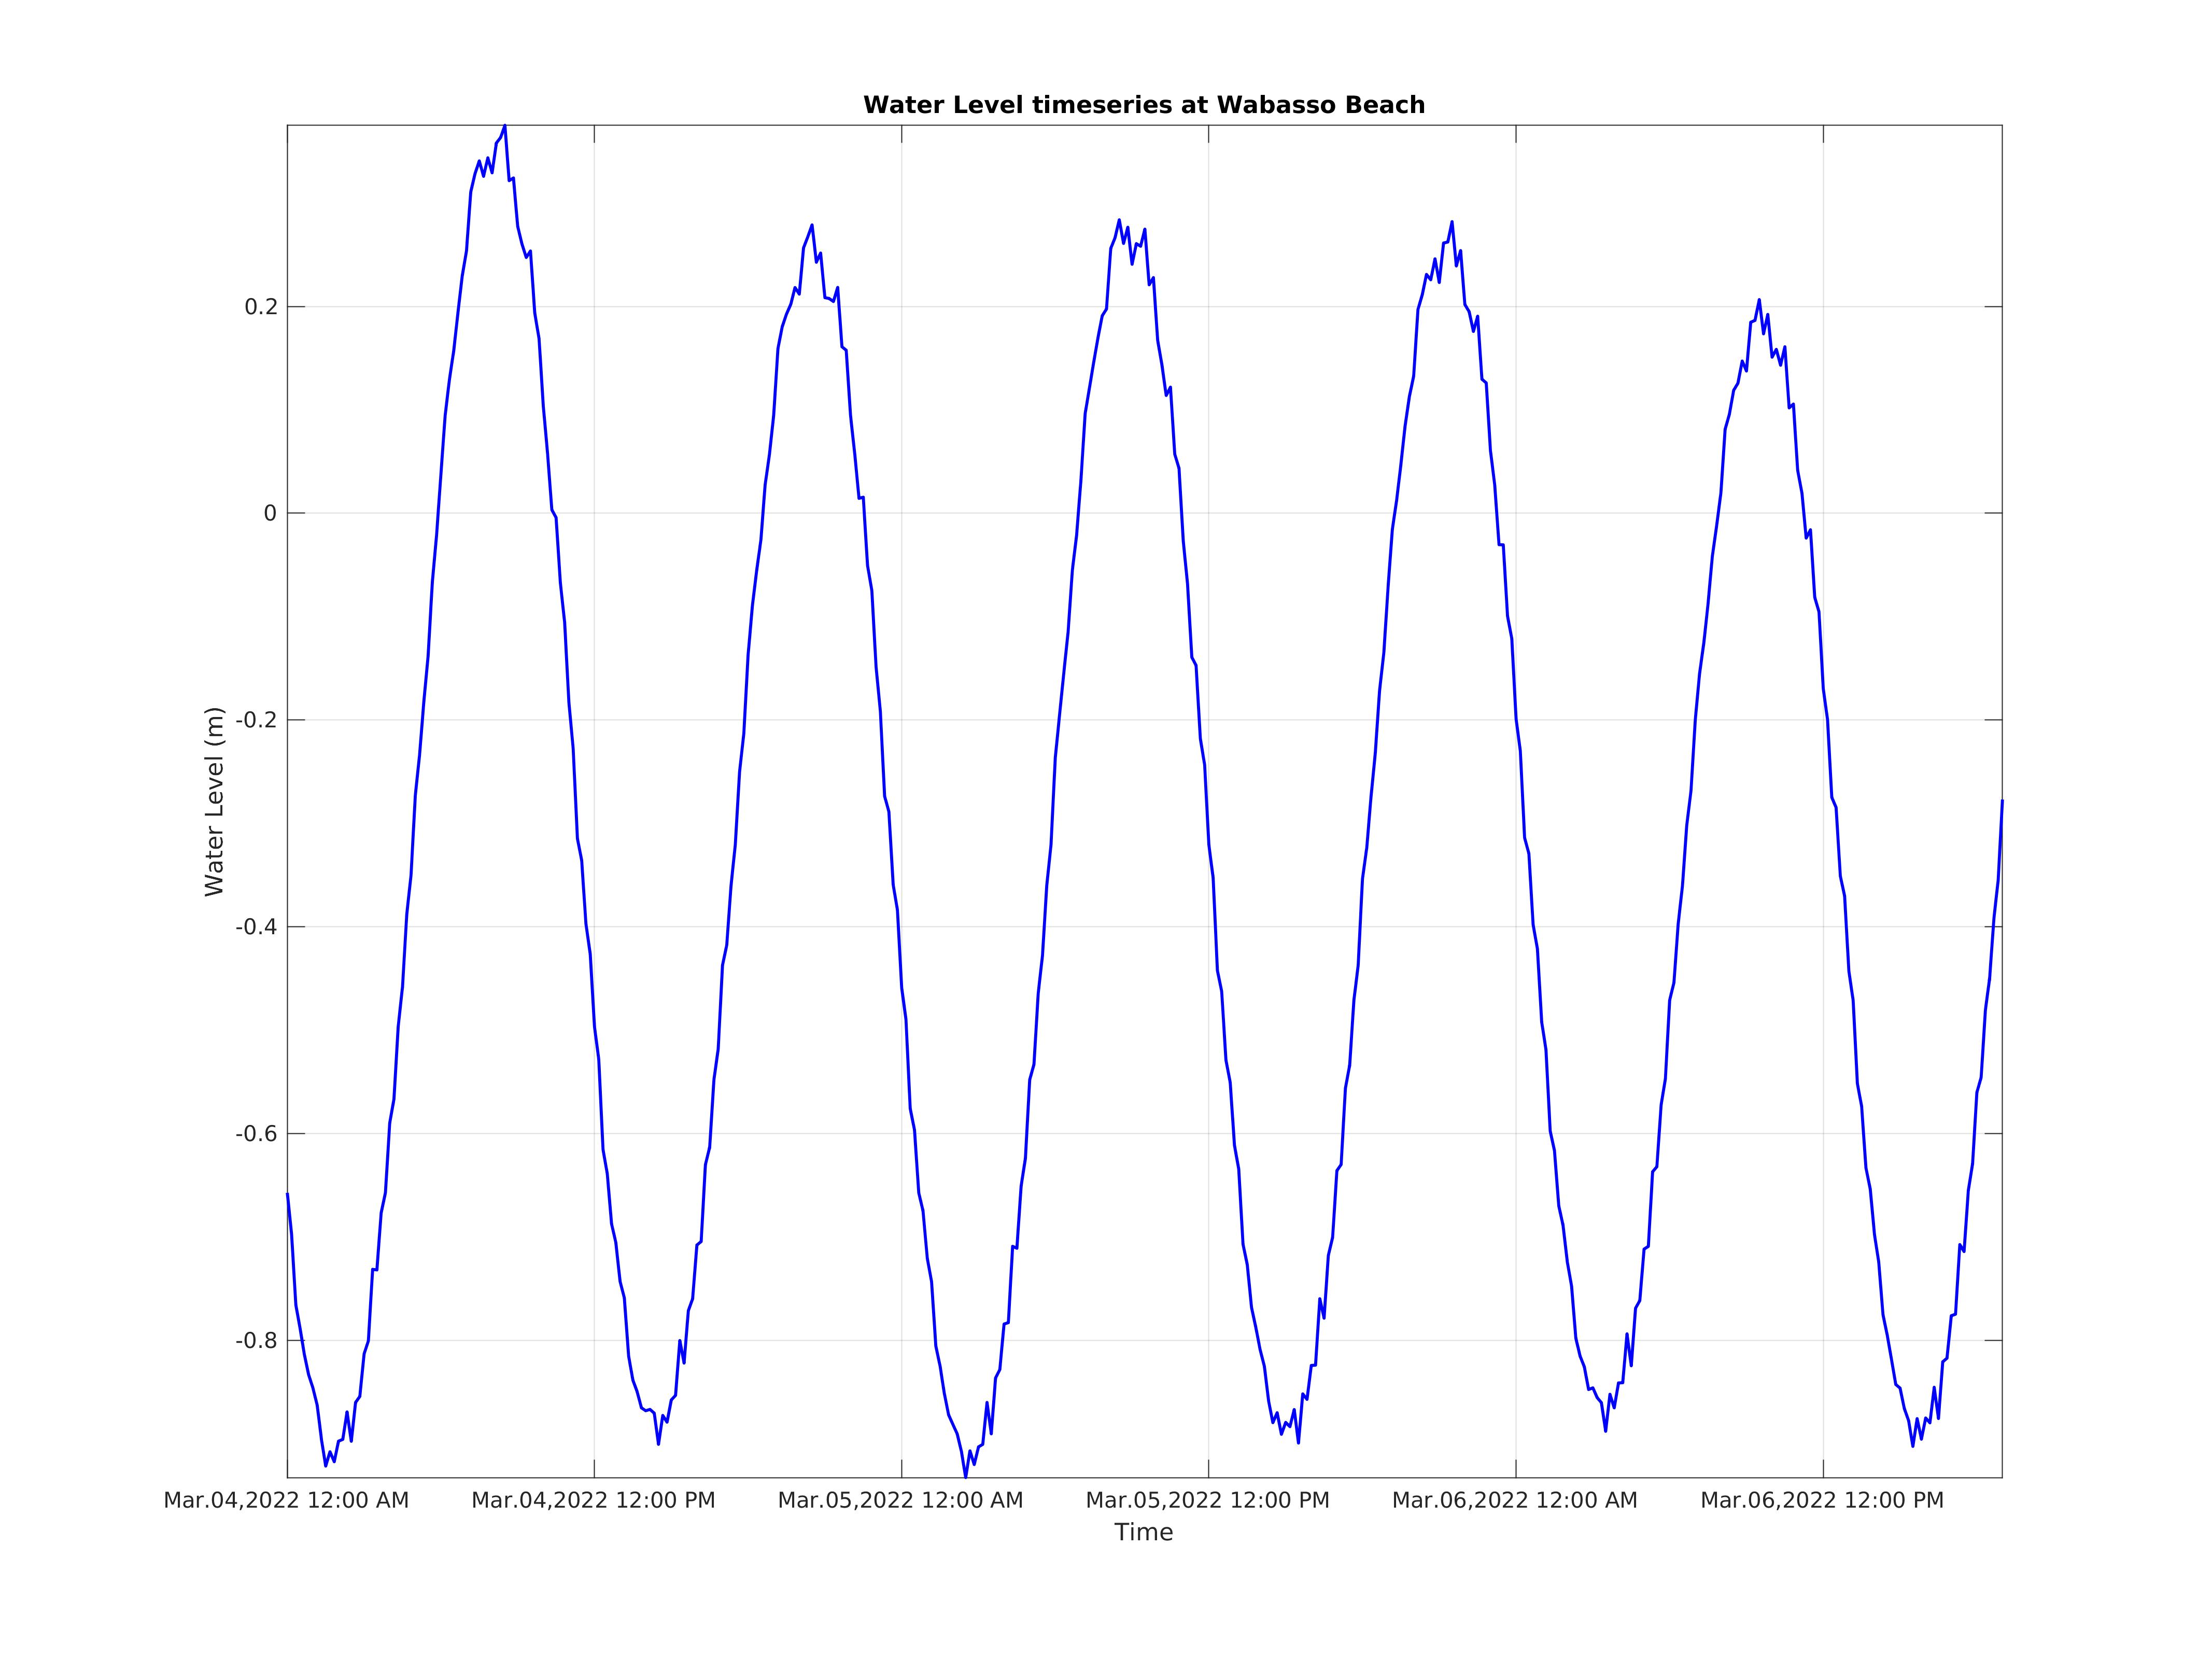 Water Level timeseries at Wabasso Beach
0.2
0
-0.2
-0.4
-0.6
-0.8
Water Level (m)
Mar.04,2022 12:00 AM
Mar.04,2022 12:00 PM
Mar.05,2022 12:00 AM
Mar.05,2022 12:00 PM
Mar.06,2022 12:00 AM
Mar.06,2022 12:00 PM
Time